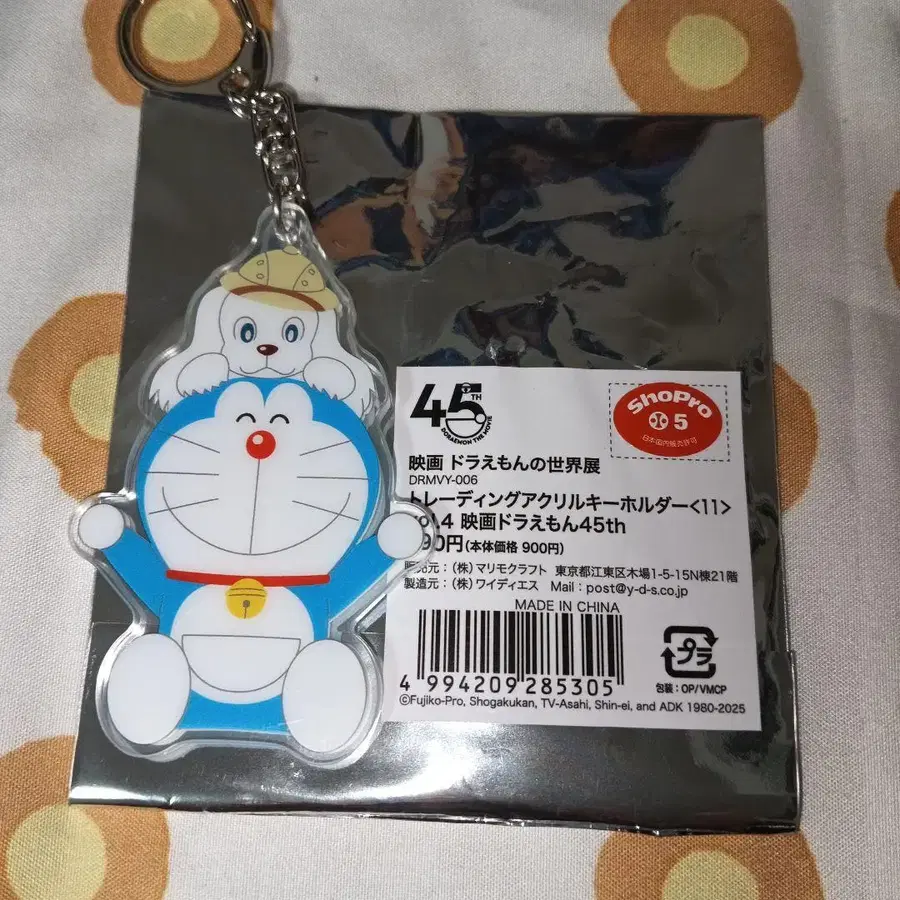 45TH
DORAEMON THE MOVIE
ShoPro
5
日本国内販売許可
映画 ドラえもんの世界展
DRMVY-006
トレーディングアクリルキーホルダー<11>
vol.4 映画ドラえもん45th
90円(本体価格 900円)
販売元：(株)マリモクラフト 東京都江東区木場1-5-15N棟21階
製造元：(株)ワイディエス Mail：post@y-d-s.co.jp
MADE IN CHINA
4 994209 285305
プラ
包装：OP/VMCP
©Fujiko-Pro, Shogakukan, TV-Asahi, Shin-ei, and ADK 1980-2025